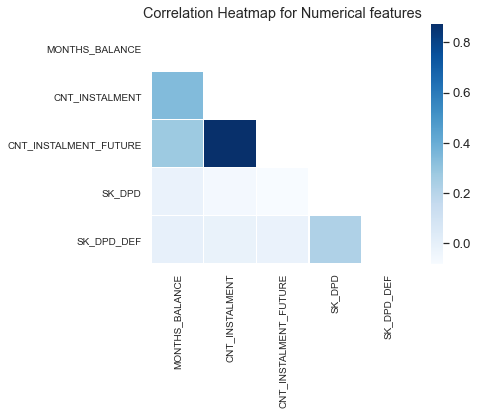 Correlation Heatmap for Numerical features
MONTHS_BALANCE
CNT_INSTALMENT
CNT_INSTALMENT_FUTURE
SK_DPD
SK_DPD_DEF
MONTHS_BALANCE
CNT_INSTALMENT
CNT_INSTALMENT_FUTURE
SK_DPD
SK_DPD_DEF
0.8
0.6
0.4
0.2
0.0